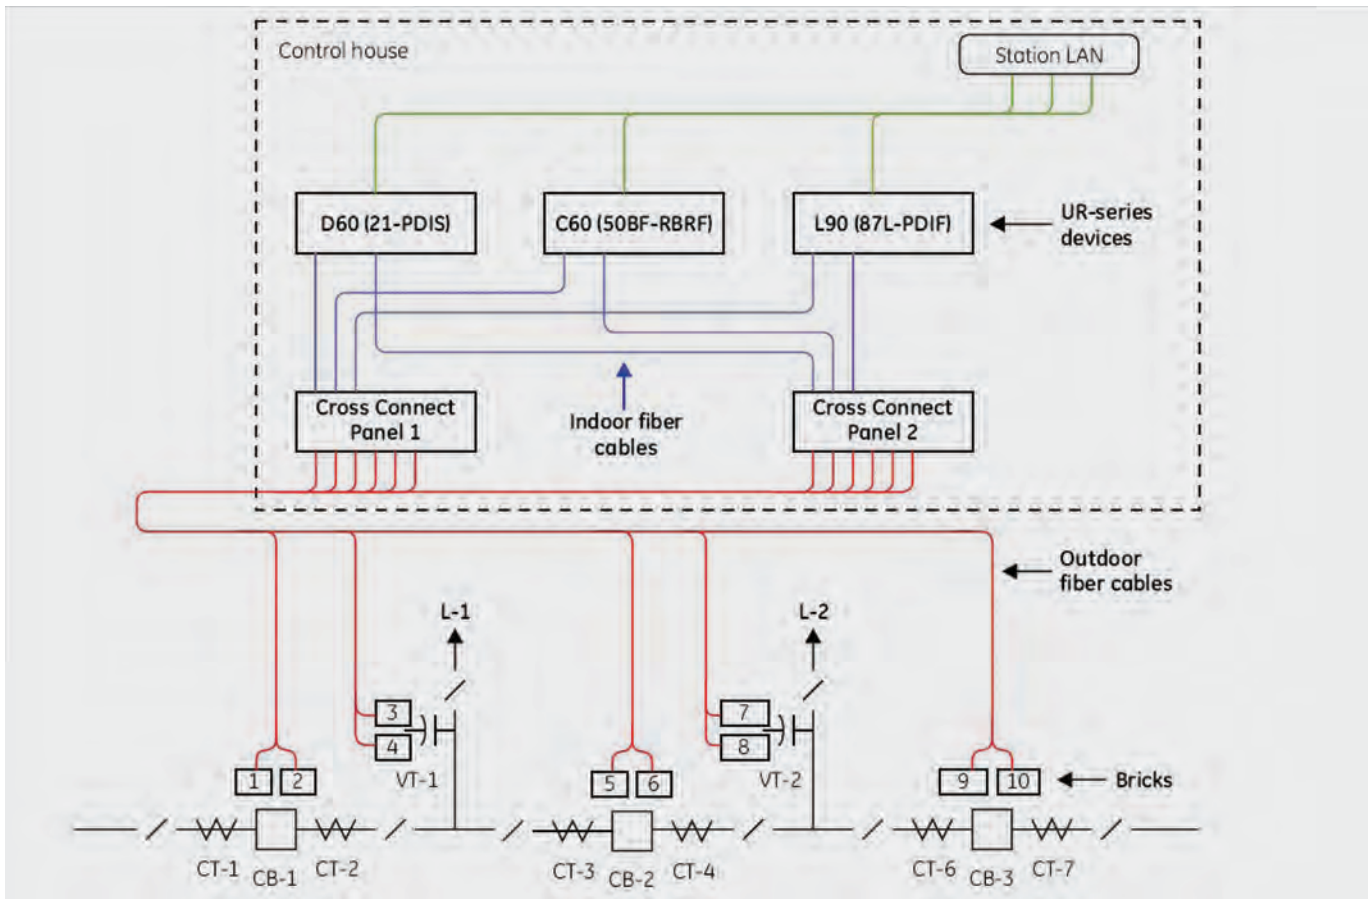 Control house
Station LAN
D60 (21-PDIS)
C60 (50BF-RBRF)
L90 (87L-PDIF)
UR-series
devices
Cross Connect
Panel 1
Indoor fiber
cables
Cross Connect
Panel 2
Outdoor
fiber cables
L-1
L-2
3
4
VT-1
7
8
VT-2
1
2
5
6
9
10
Bricks
CT-1
CB-1
CT-2
CT-3
CB-2
CT-4
CT-6
CB-3
CT-7